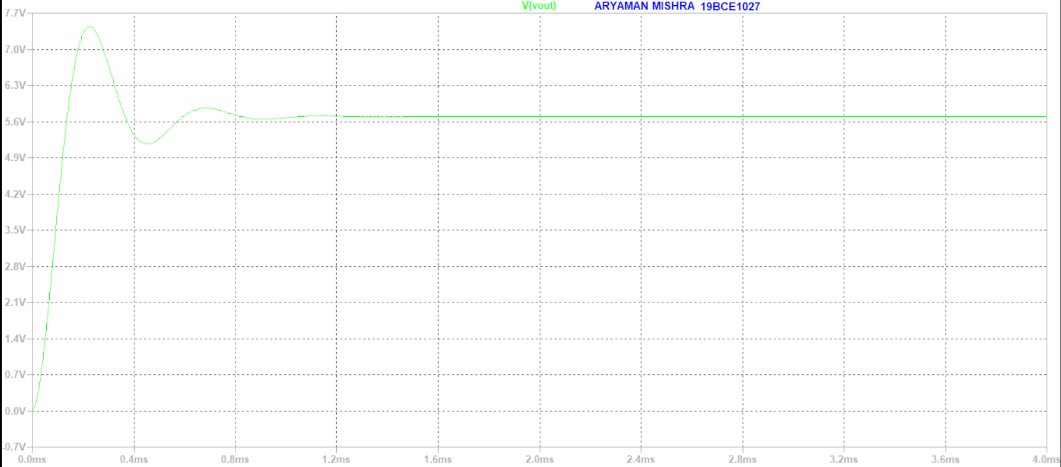 V(vout) ARYAMAN MISHRA 19BCE1027
7.7V
7.0V
6.3V
5.6V
4.9V
4.2V
3.5V
2.8V
2.1V
1.4V
0.7V
0.0V
-0.7V
0.0ms 0.4ms 0.8ms 1.2ms 1.6ms 2.0ms 2.4ms 2.8ms 3.2ms 3.6ms 4.0ms